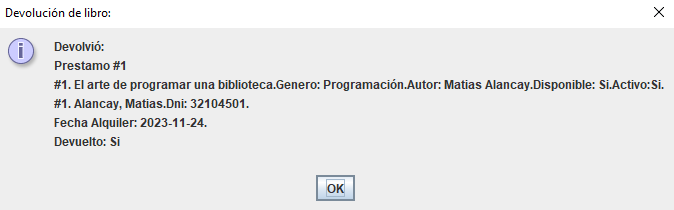 Devolución de libro:
Devolvió:
Prestamo #1
#1. El arte de programar una biblioteca.Genero: Programación.Autor: Matias Alancay.Disponible: Si.Activo:Si.
#1. Alancay, Matias.Dni: 32104501.
Fecha Alquiler: 2023-11-24.
Devuelto: Si
OK